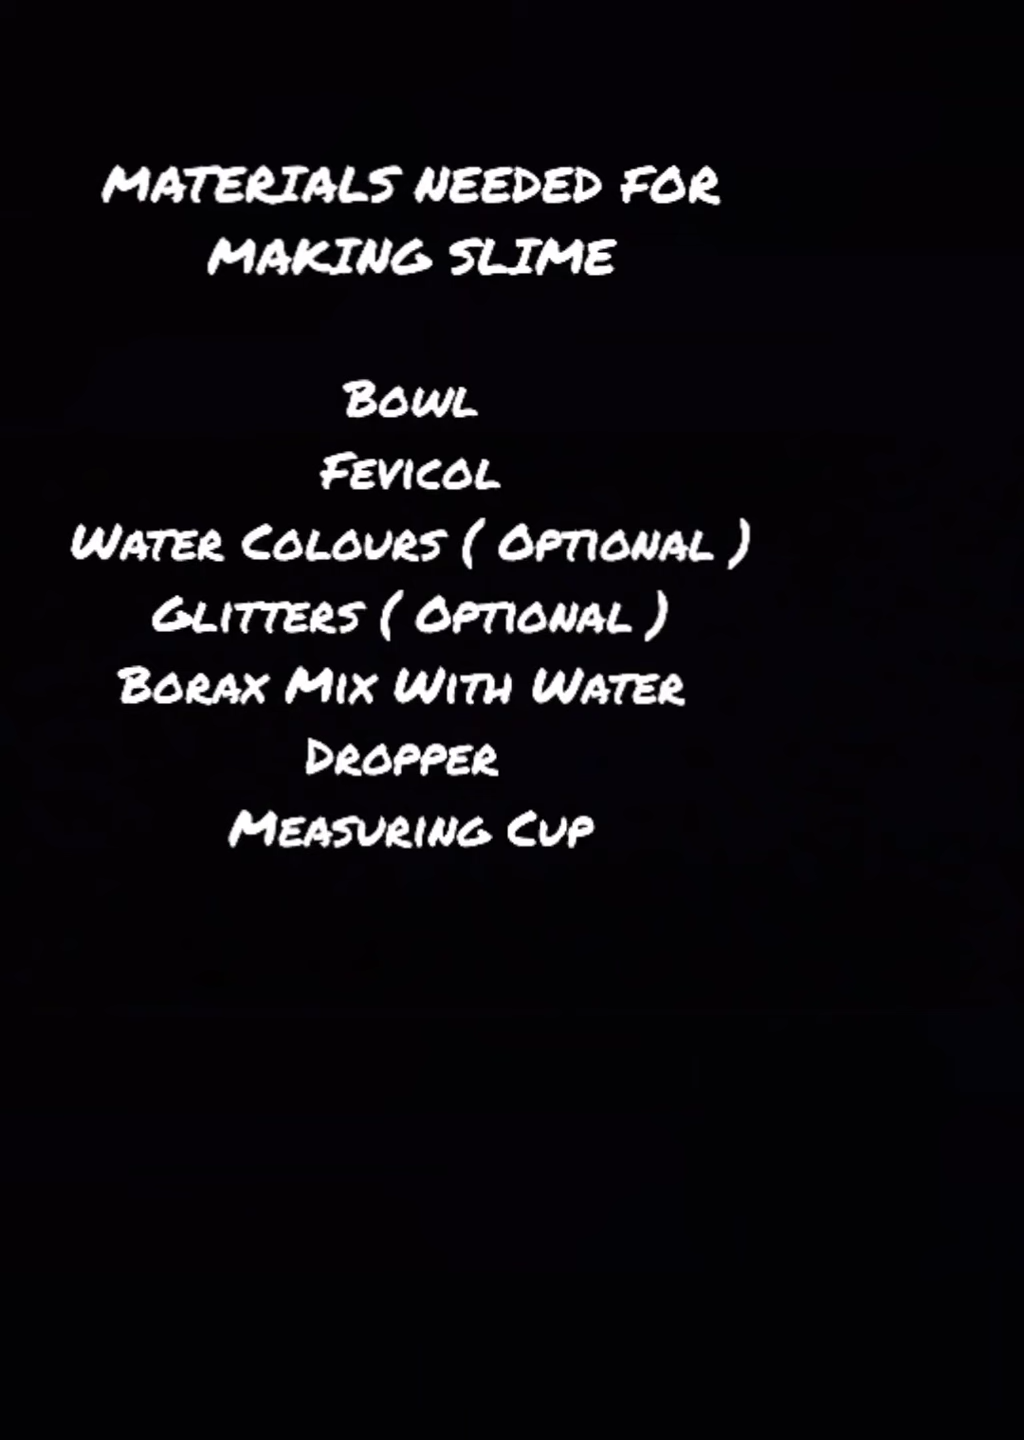 MATERIALS NEEDED FOR
MAKING SLIME
BOWL
FEVICOL
WATER COLOURS ( OPTIONAL )
GLITTERS ( OPTIONAL )
BORAX MIX WITH WATER
DROPPER
MEASURING CUP